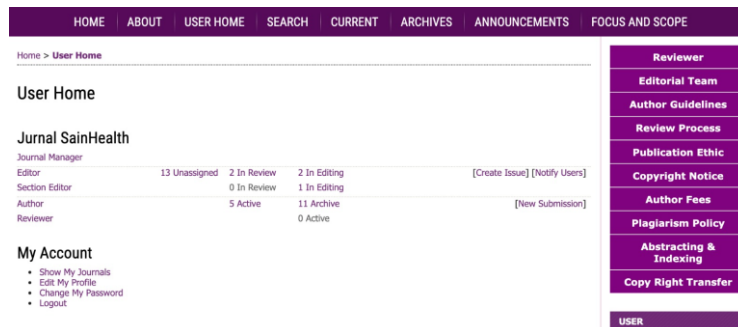 HOME ABOUT USER HOME SEARCH CURRENT ARCHIVES ANNOUNCEMENTS FOCUS AND SCOPE
Home > User Home
User Home
Jurnal SainHealth
Journal Manager
Editor 13 Unassigned 2 In Review 2 In Editing [Create Issue] [Notify Users]
Section Editor 0 In Review 1 In Editing
Author 5 Active 11 Archive [New Submission]
Reviewer 0 Active
My Account
Show My Journals
Edit My Profile
Change My Password
Logout
Reviewer
Editorial Team
Author Guidelines
Review Process
Publication Ethic
Copyright Notice
Author Fees
Plagiarism Policy
Abstracting &
Indexing
Copy Right Transfer
USER